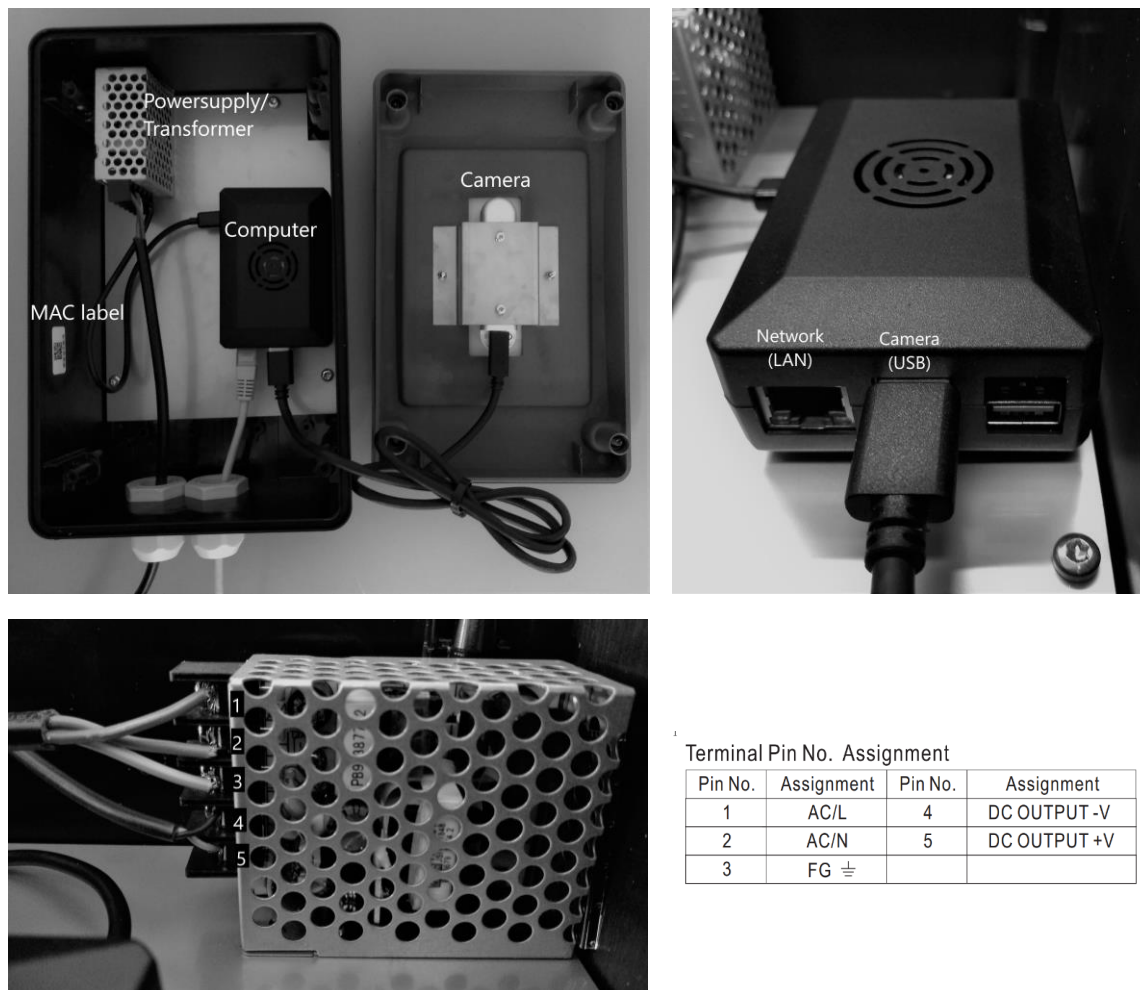 Powersupply/
Transformer
Camera
Computer
MAC label
Network
(LAN)
Camera
(USB)
1
2
3
4
5
2
PB9
1
Terminal Pin No. Assignment
Pin No. Assignment Pin No. Assignment
1 AC/L 4 DC OUTPUT -V
2 AC/N 5 DC OUTPUT +V
3 FG ⏚